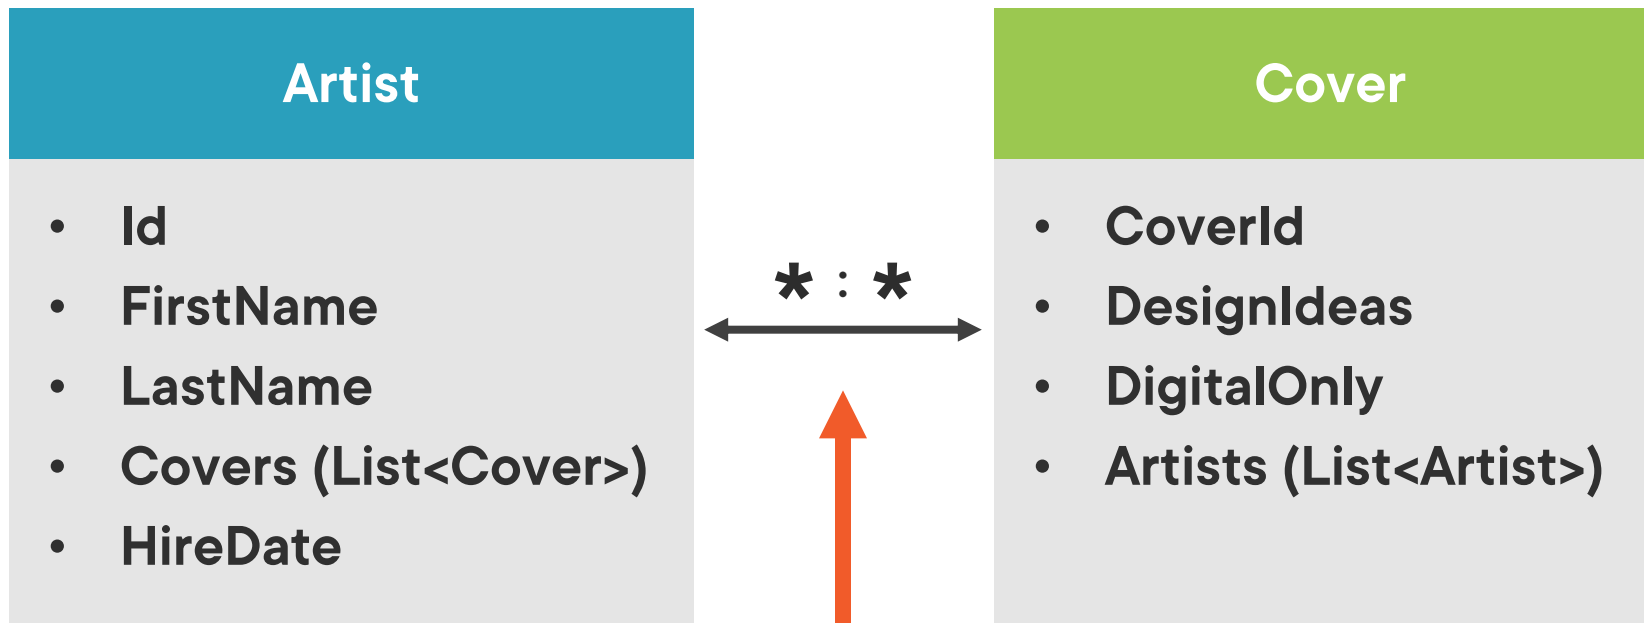 Artist
• Id
• FirstName
• LastName
• Covers (List<Cover>)
• HireDate
* : *
Cover
• CoverId
• DesignIdeas
• DigitalOnly
• Artists (List<Artist>)